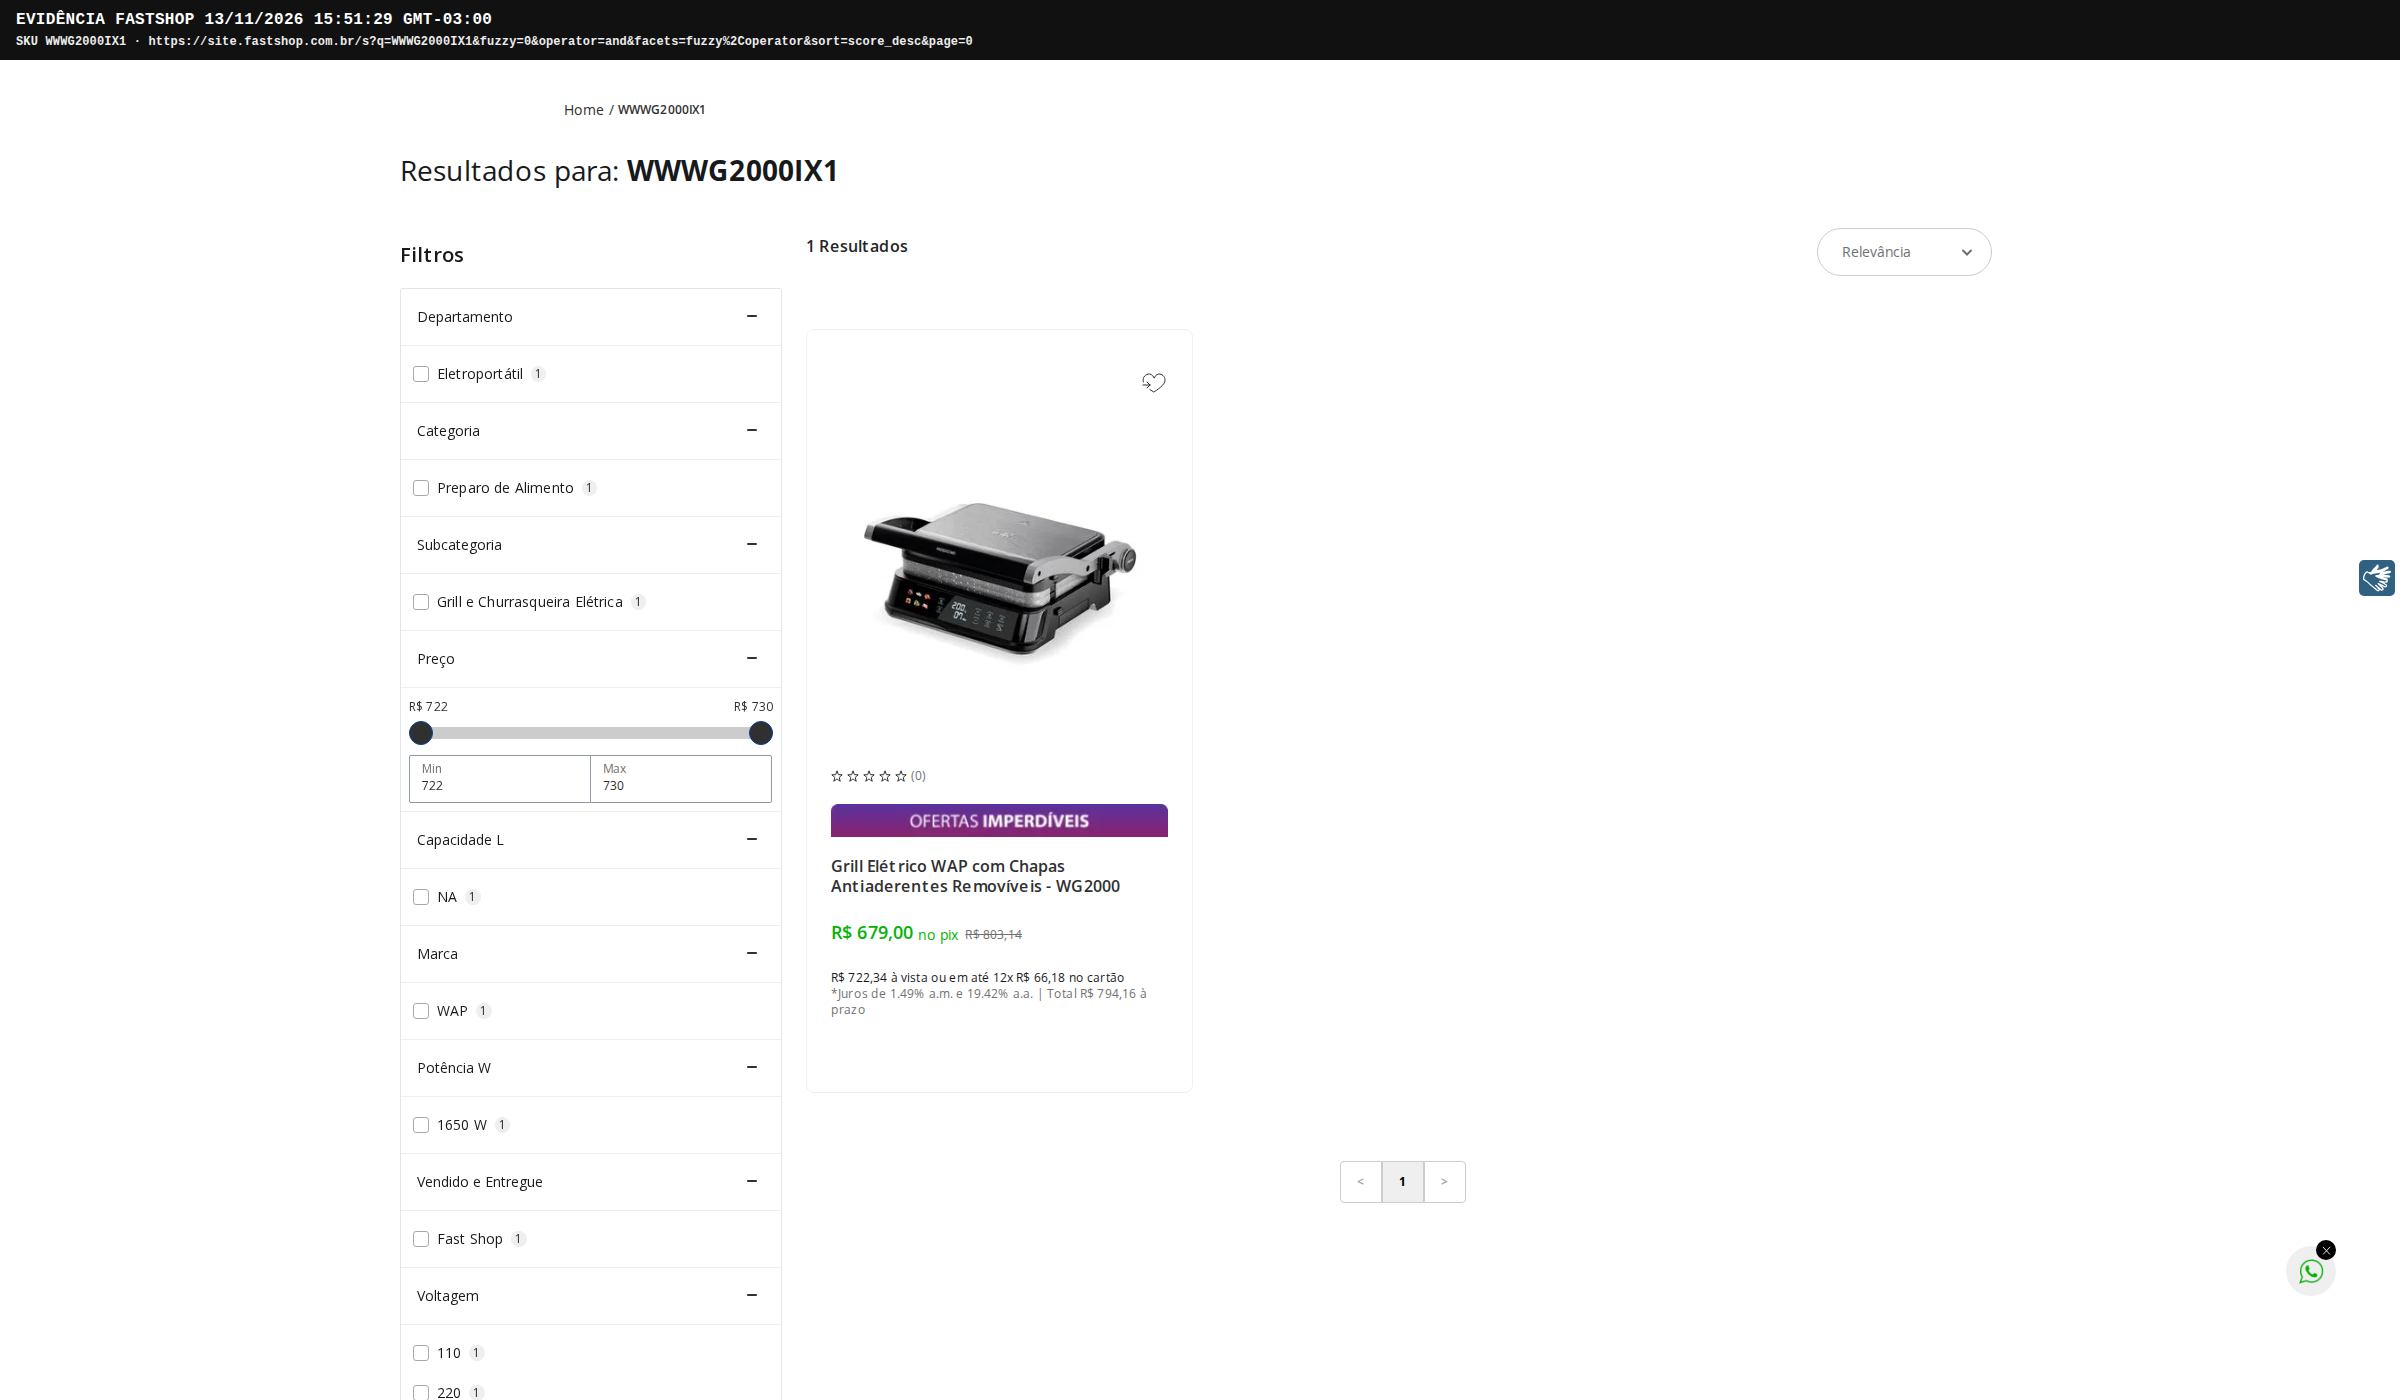 EVIDÊNCIA FASTSHOP 13/11/2026 15:51:29 GMT-03:00
SKU WWWG2000IX1 · https://site.fastshop.com.br/s?q=WWWG2000IX1&fuzzy=0&operator=and&facets=fuzzy%2Coperator&sort=score_desc&page=0
Home / WWWG2000IX1
Resultados para: WWWG2000IX1
Filtros
1 Resultados
Relevância
Departamento
Eletroportátil 1
Categoria
Preparo de Alimento 1
Subcategoria
Grill e Churrasqueira Elétrica 1
Preço
R$ 722 R$ 730
Min Max
722 730
Capacidade L
NA 1
Marca
WAP 1
Potência W
1650 W 1
Vendido e Entregue
Fast Shop 1
Voltagem
110 1
220 1
(0)
OFERTAS IMPERDÍVEIS
Grill Elétrico WAP com Chapas
Antiaderentes Removíveis - WG2000
R$ 679,00 no pix R$ 803,14
R$ 722,34 à vista ou em até 12x R$ 66,18 no cartão
*Juros de 1.49% a.m. e 19.42% a.a. | Total R$ 794,16 à
prazo
< 1 >